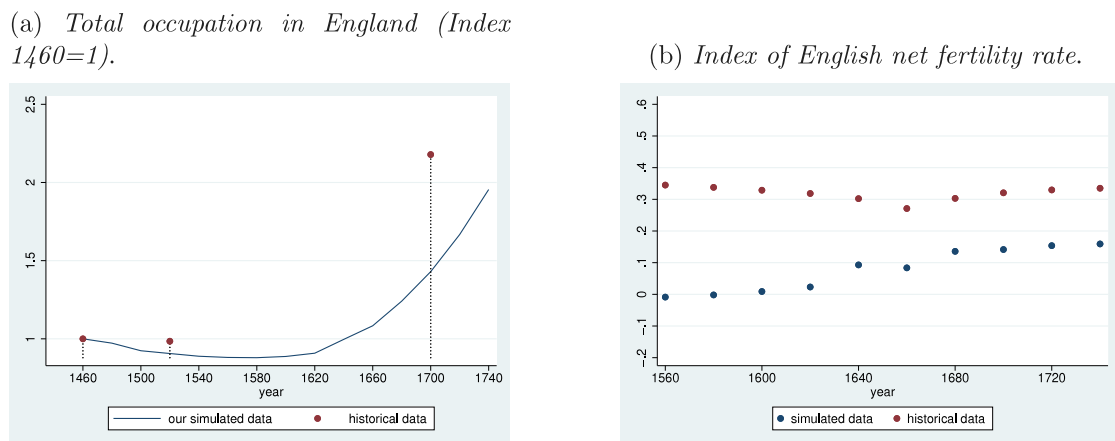 (a) Total occupation in England (Index
1460=1).
2.5
2
1.5
1
1460 1500 1540 1580 1620 1660 1700 1740
year
our simulated data historical data
(b) Index of English net fertility rate.
.6
.5
.4
.3
.2
.1
0
-.1
-.2
1560 1600 1640 1680 1720
year
simulated data historical data